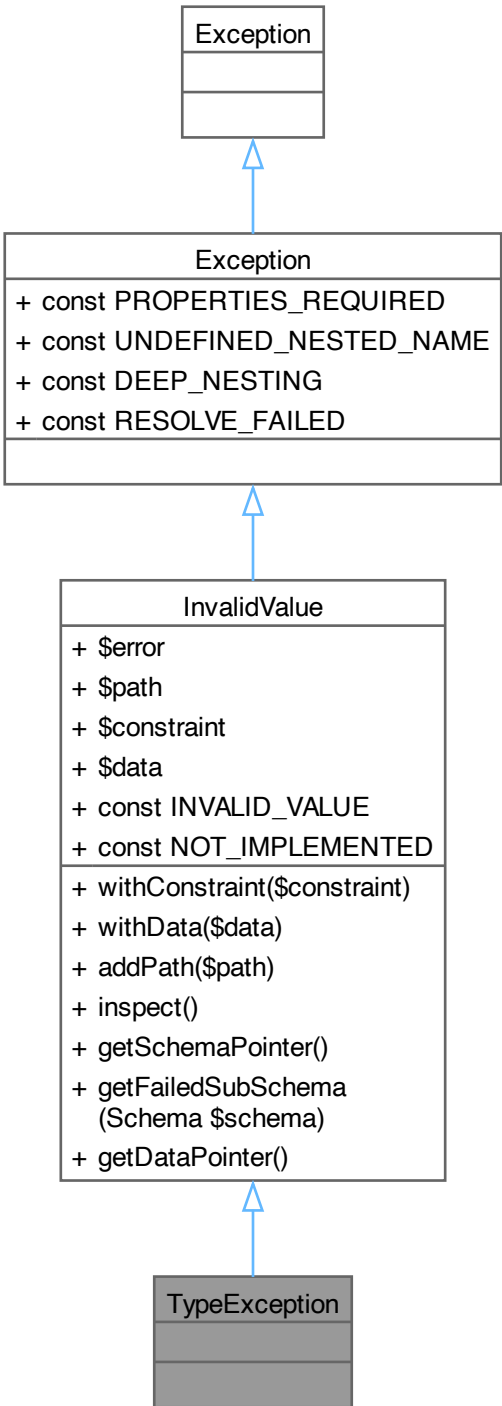 Exception
Exception
+ const PROPERTIES_REQUIRED
+ const UNDEFINED_NESTED_NAME
+ const DEEP_NESTING
+ const RESOLVE_FAILED
InvalidValue
+ $error
+ $path
+ $constraint
+ $data
+ const INVALID_VALUE
+ const NOT_IMPLEMENTED
+ withConstraint($constraint)
+ withData($data)
+ addPath($path)
+ inspect()
+ getSchemaPointer()
+ getFailedSubSchema
(Schema $schema)
+ getDataPointer()
TypeException